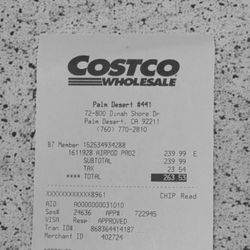 COSTCO
WHOLESALE
Palm Desert #441
72-800 Dinah Shore Dr
Palm Desert, CA 92211
(760) 770-2810
B7 Member 152534934288
1611928 AIRPOD PRO2 239.99 E
SUBTOTAL 239.99
TAX 23.54
**** TOTAL 263.53
XXXXXXXXXXXX8961 CHIP Read
AID A0000000031010
Seq# 24636 APP# 722945
VISA Resp APPROVED
Tran ID# 868364414187
Merchant ID 402724